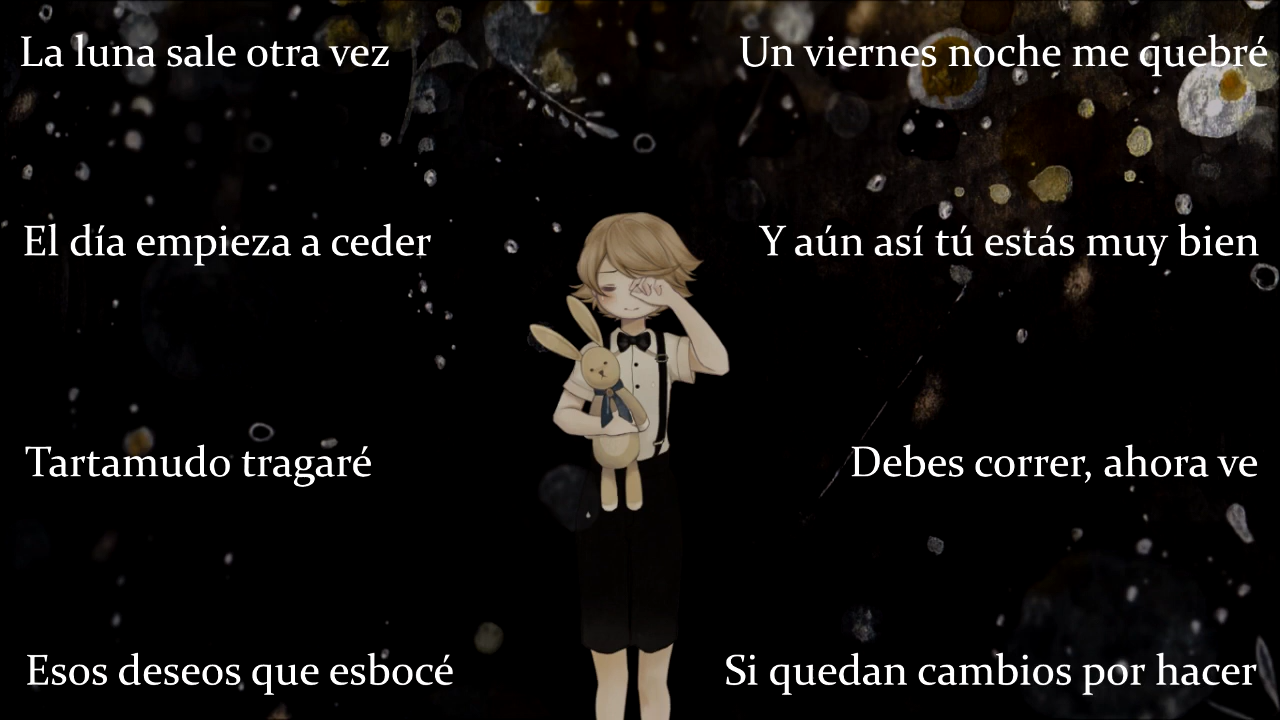 La luna sale otra vez
El día empieza a ceder
Tartamudo tragaré
Esos deseos que esbocé
Un viernes noche me quebré
Y aún así tú estás muy bien
Debes correr, ahora ve
Si quedan cambios por hacer